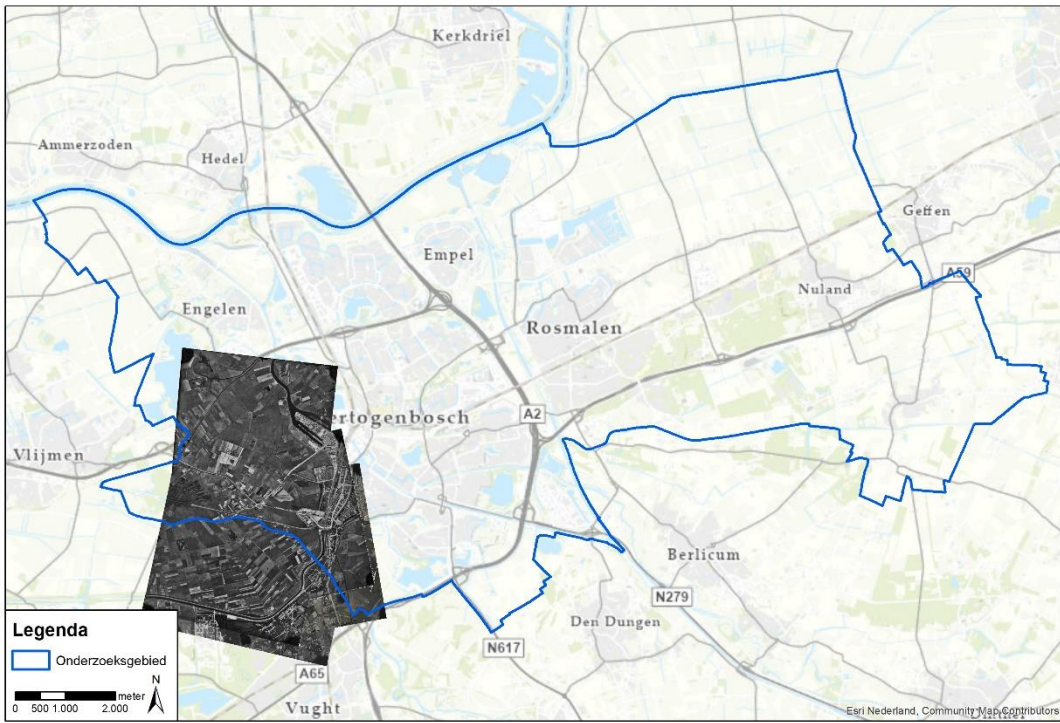 Kerkdriel
Ammerzoden
Hedel
Geffen
Empel
A59
Nuland
Engelen
Rosmalen
ertogenbosch
A2
Vlijmen
Berlicum
N279
Den Dungen
N617
A65
Vught
Legenda
Onderzoeksgebied
meter
0 500 1.000 2.000
N
Esri Nederland, Community Map Contributors